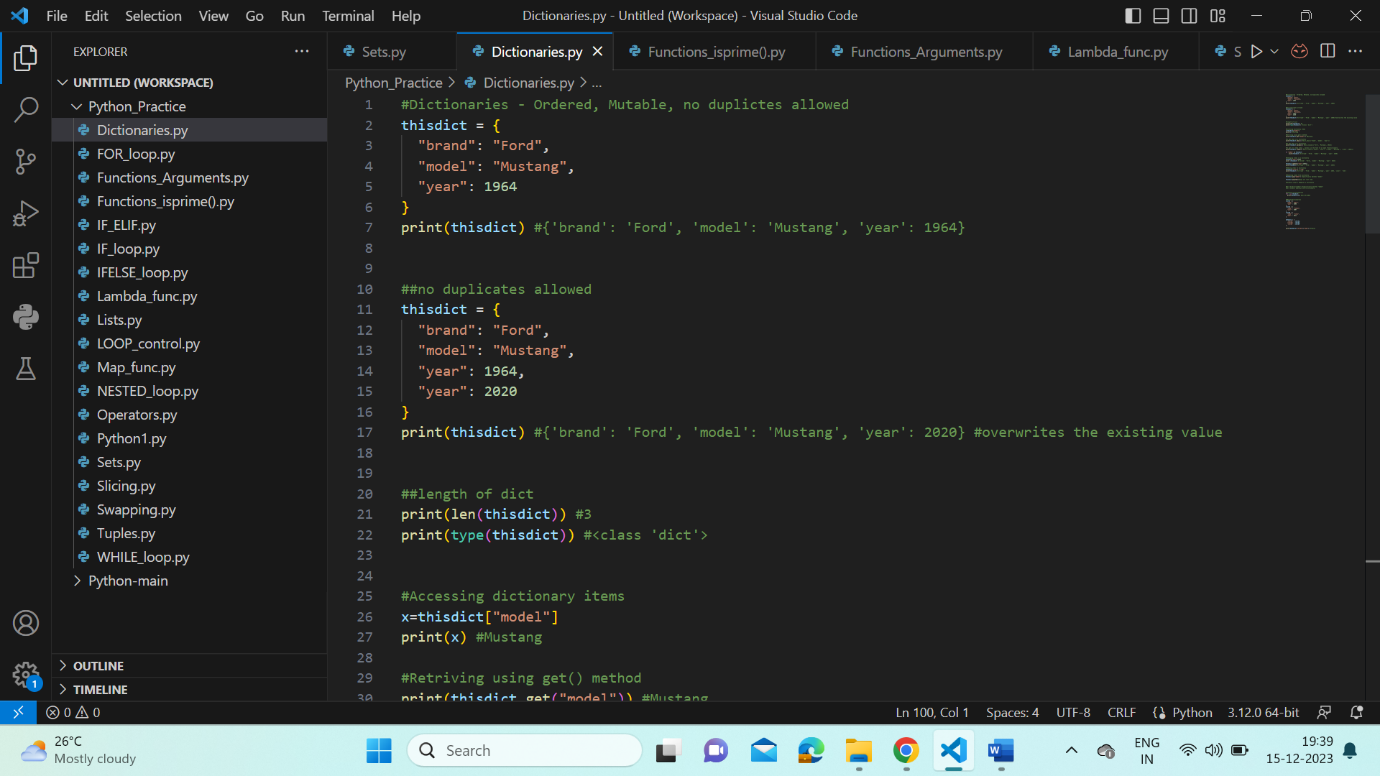 File Edit Selection View Go Run Terminal Help
Dictionaries.py - Untitled (Workspace) - Visual Studio Code
EXPLORER
UNTITLED (WORKSPACE)
Python_Practice
Dictionaries.py
FOR_loop.py
Functions_Arguments.py
Functions_isprime().py
IF_ELIF.py
IF_loop.py
IFELSE_loop.py
Lambda_func.py
Lists.py
LOOP_control.py
Map_func.py
NESTED_loop.py
Operators.py
Python1.py
Sets.py
Slicing.py
Swapping.py
Tuples.py
WHILE_loop.py
Python-main
OUTLINE
TIMELINE
Sets.py Dictionaries.py Functions_isprime().py Functions_Arguments.py Lambda_func.py S
Python_Practice > Dictionaries.py > ...
1 #Dictionaries - Ordered, Mutable, no duplictes allowed
2 thisdict = {
3 "brand": "Ford",
4 "model": "Mustang",
5 "year": 1964
6 }
7 print(thisdict) #{'brand': 'Ford', 'model': 'Mustang', 'year': 1964}
8
9
10 ##no duplicates allowed
11 thisdict = {
12 "brand": "Ford",
13 "model": "Mustang",
14 "year": 1964,
15 "year": 2020
16 }
17 print(thisdict) #{'brand': 'Ford', 'model': 'Mustang', 'year': 2020} #overwrites the existing value
18
19
20 ##length of dict
21 print(len(thisdict)) #3
22 print(type(thisdict)) #<class 'dict'>
23
24
25 #Accessing dictionary items
26 x=thisdict["model"]
27 print(x) #Mustang
28
29 #Retriving using get() method
30 print(thisdict.get("model")) #Mustang
1
0 0
Ln 100, Col 1 Spaces: 4 UTF-8 CRLF Python 3.12.0 64-bit
26°C
Mostly cloudy
Search
ENG
IN
19:39
15-12-2023